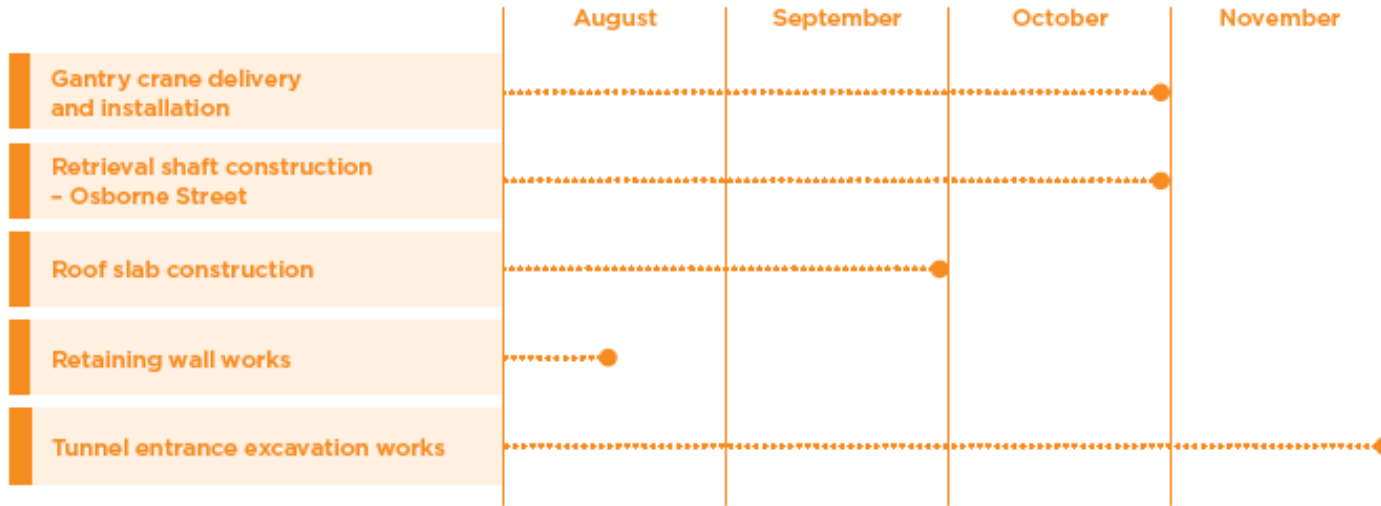 August
September
October
November
Gantry crane delivery
and installation
Retrieval shaft construction
– Osborne Street
Roof slab construction
Retaining wall works
Tunnel entrance excavation works